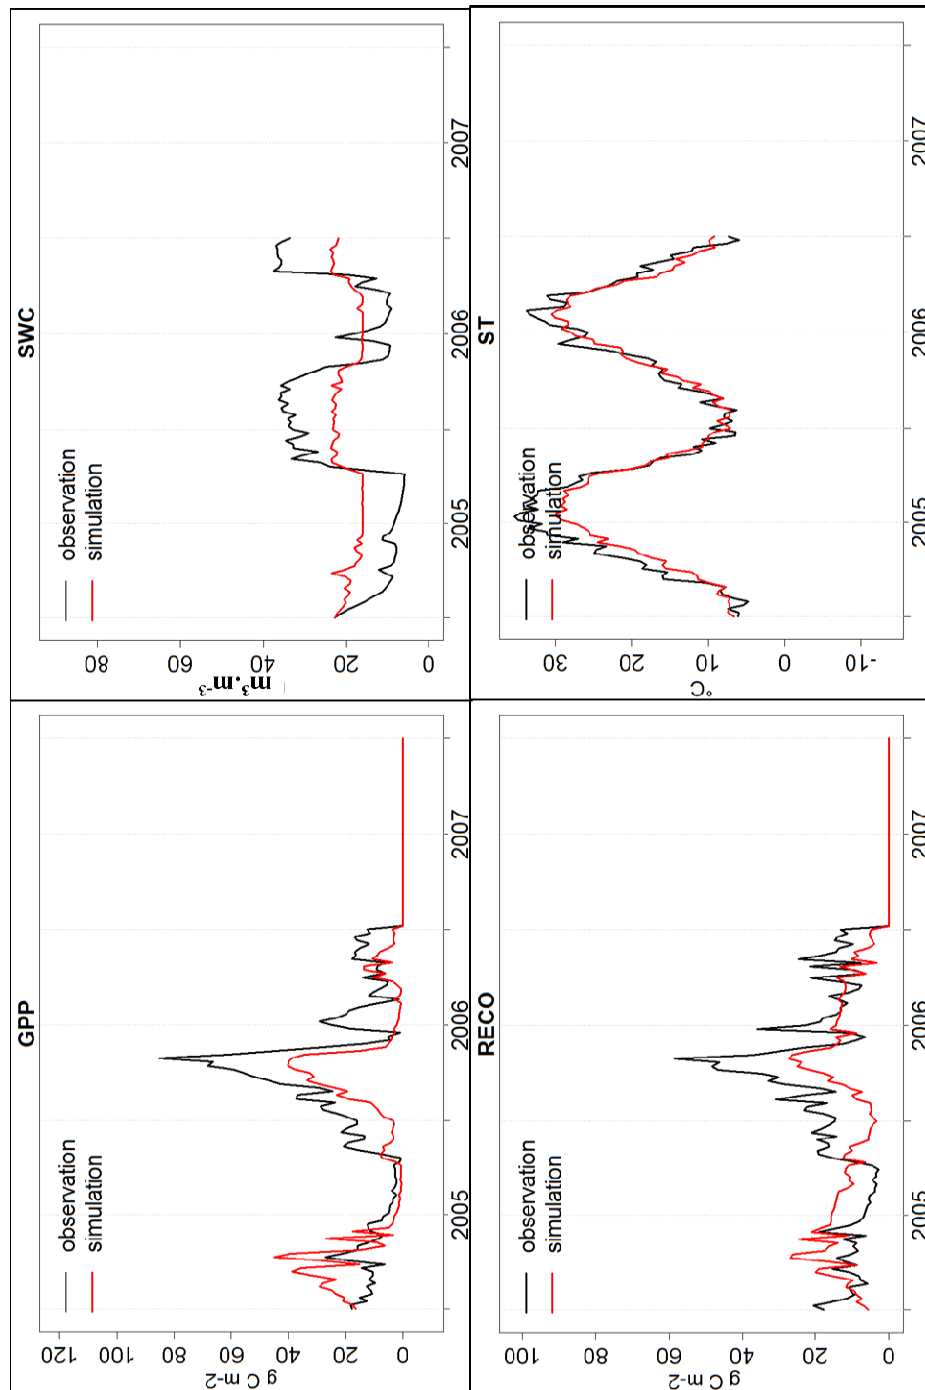 GPP
observation
simulation
120
100
80
60
40
20
0
g C m-2
2005
2006
2007
SWC
observation
simulation
80
60
40
20
0
m³.m⁻³
2005
2006
2007
RECO
observation
simulation
100
80
60
40
20
0
g C m-2
2005
2006
2007
ST
observation
simulation
30
20
10
0
-10
°C
2005
2006
2007